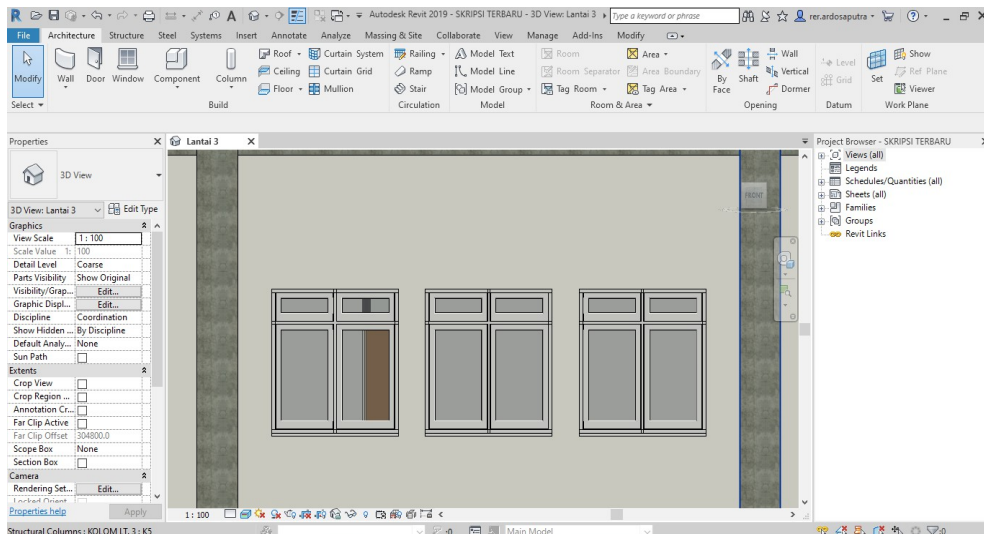 Autodesk Revit 2019 - SKRIPSI TERBARU - 3D View: Lantai 3
Type a keyword or phrase
rer.ardosaputra
File Architecture Structure Steel Systems Insert Annotate Analyze Massing & Site Collaborate View Manage Add-Ins Modify
Modify Wall Door Window Component Column
Roof Curtain System
Ceiling Curtain Grid
Floor Mullion
Railing
Ramp
Stair
Model Text
Model Line
Model Group
Room
Room Separator
Tag Room
Area
Area Boundary
Tag Area
By Face
Shaft
Wall
Vertical
Dormer
Level
Grid
Set
Show
Ref Plane
Viewer
Select Build Circulation Model Room & Area Opening Datum Work Plane
Properties
3D View
3D View: Lantai 3 Edit Type
Graphics
View Scale 1 : 100
Scale Value 1: 100
Detail Level Coarse
Parts Visibility Show Original
Visibility/Grap... Edit...
Graphic Displ... Edit...
Discipline Coordination
Show Hidden ... By Discipline
Default Analy... None
Sun Path
Extents
Crop View
Crop Region ...
Annotation Cr...
Far Clip Active
Far Clip Offset 304800.0
Scope Box None
Section Box
Camera
Rendering Set... Edit...
Locked Orient...
Properties help Apply
Lantai 3
FRONT
1 : 100
Project Browser - SKRIPSI TERBARU
Views (all)
Legends
Schedules/Quantities (all)
Sheets (all)
Families
Groups
Revit Links
Structural Columns : KOLOM LT. 3 : K5
:0
Main Model
:0